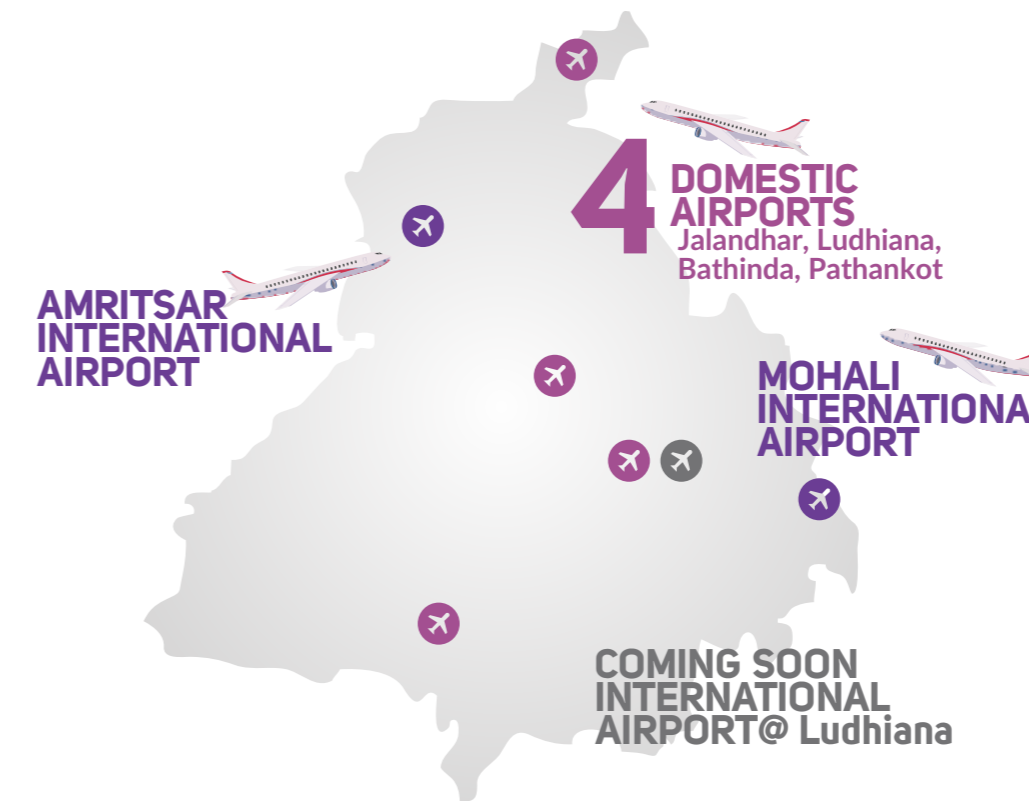 4
DOMESTIC
AIRPORTS
Jalandhar, Ludhiana,
Bathinda, Pathankot
AMRITSAR
INTERNATIONAL
AIRPORT
MOHALI
INTERNATIONA
AIRPORT
COMING SOON
INTERNATIONAL
AIRPORT@ Ludhiana